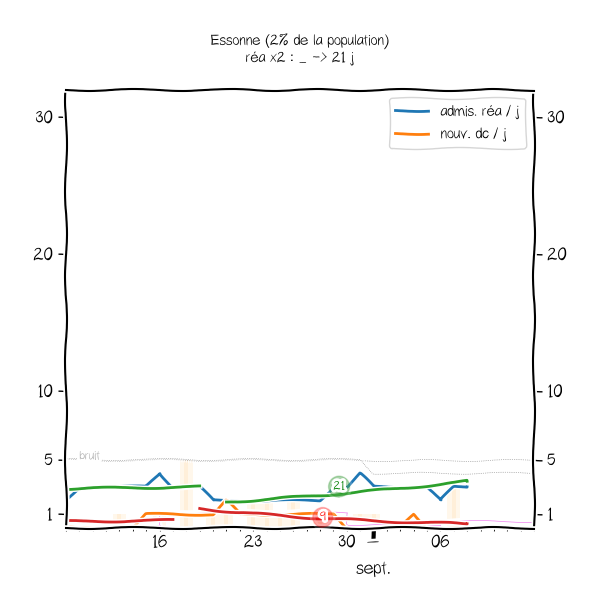 Essonne (2% de la population)
réa x2 : _ -> 21 j
admis. réa / j
nouv. dc / j
30
30
20
20
10
10
5
5
bruit
21
9
1
1
16
23
30
06
sept.